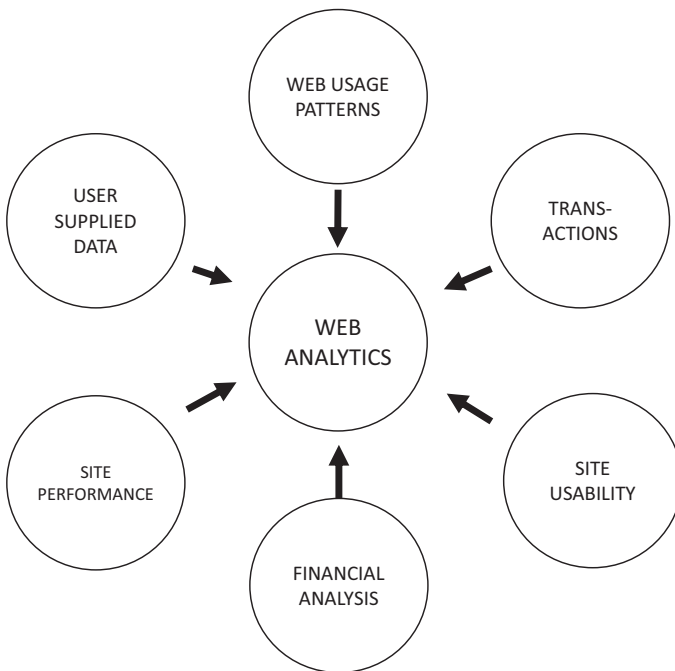 WEB USAGE
PATTERNS
USER
SUPPLIED
DATA
TRANS-
ACTIONS
WEB
ANALYTICS
SITE
PERFORMANCE
SITE
USABILITY
FINANCIAL
ANALYSIS